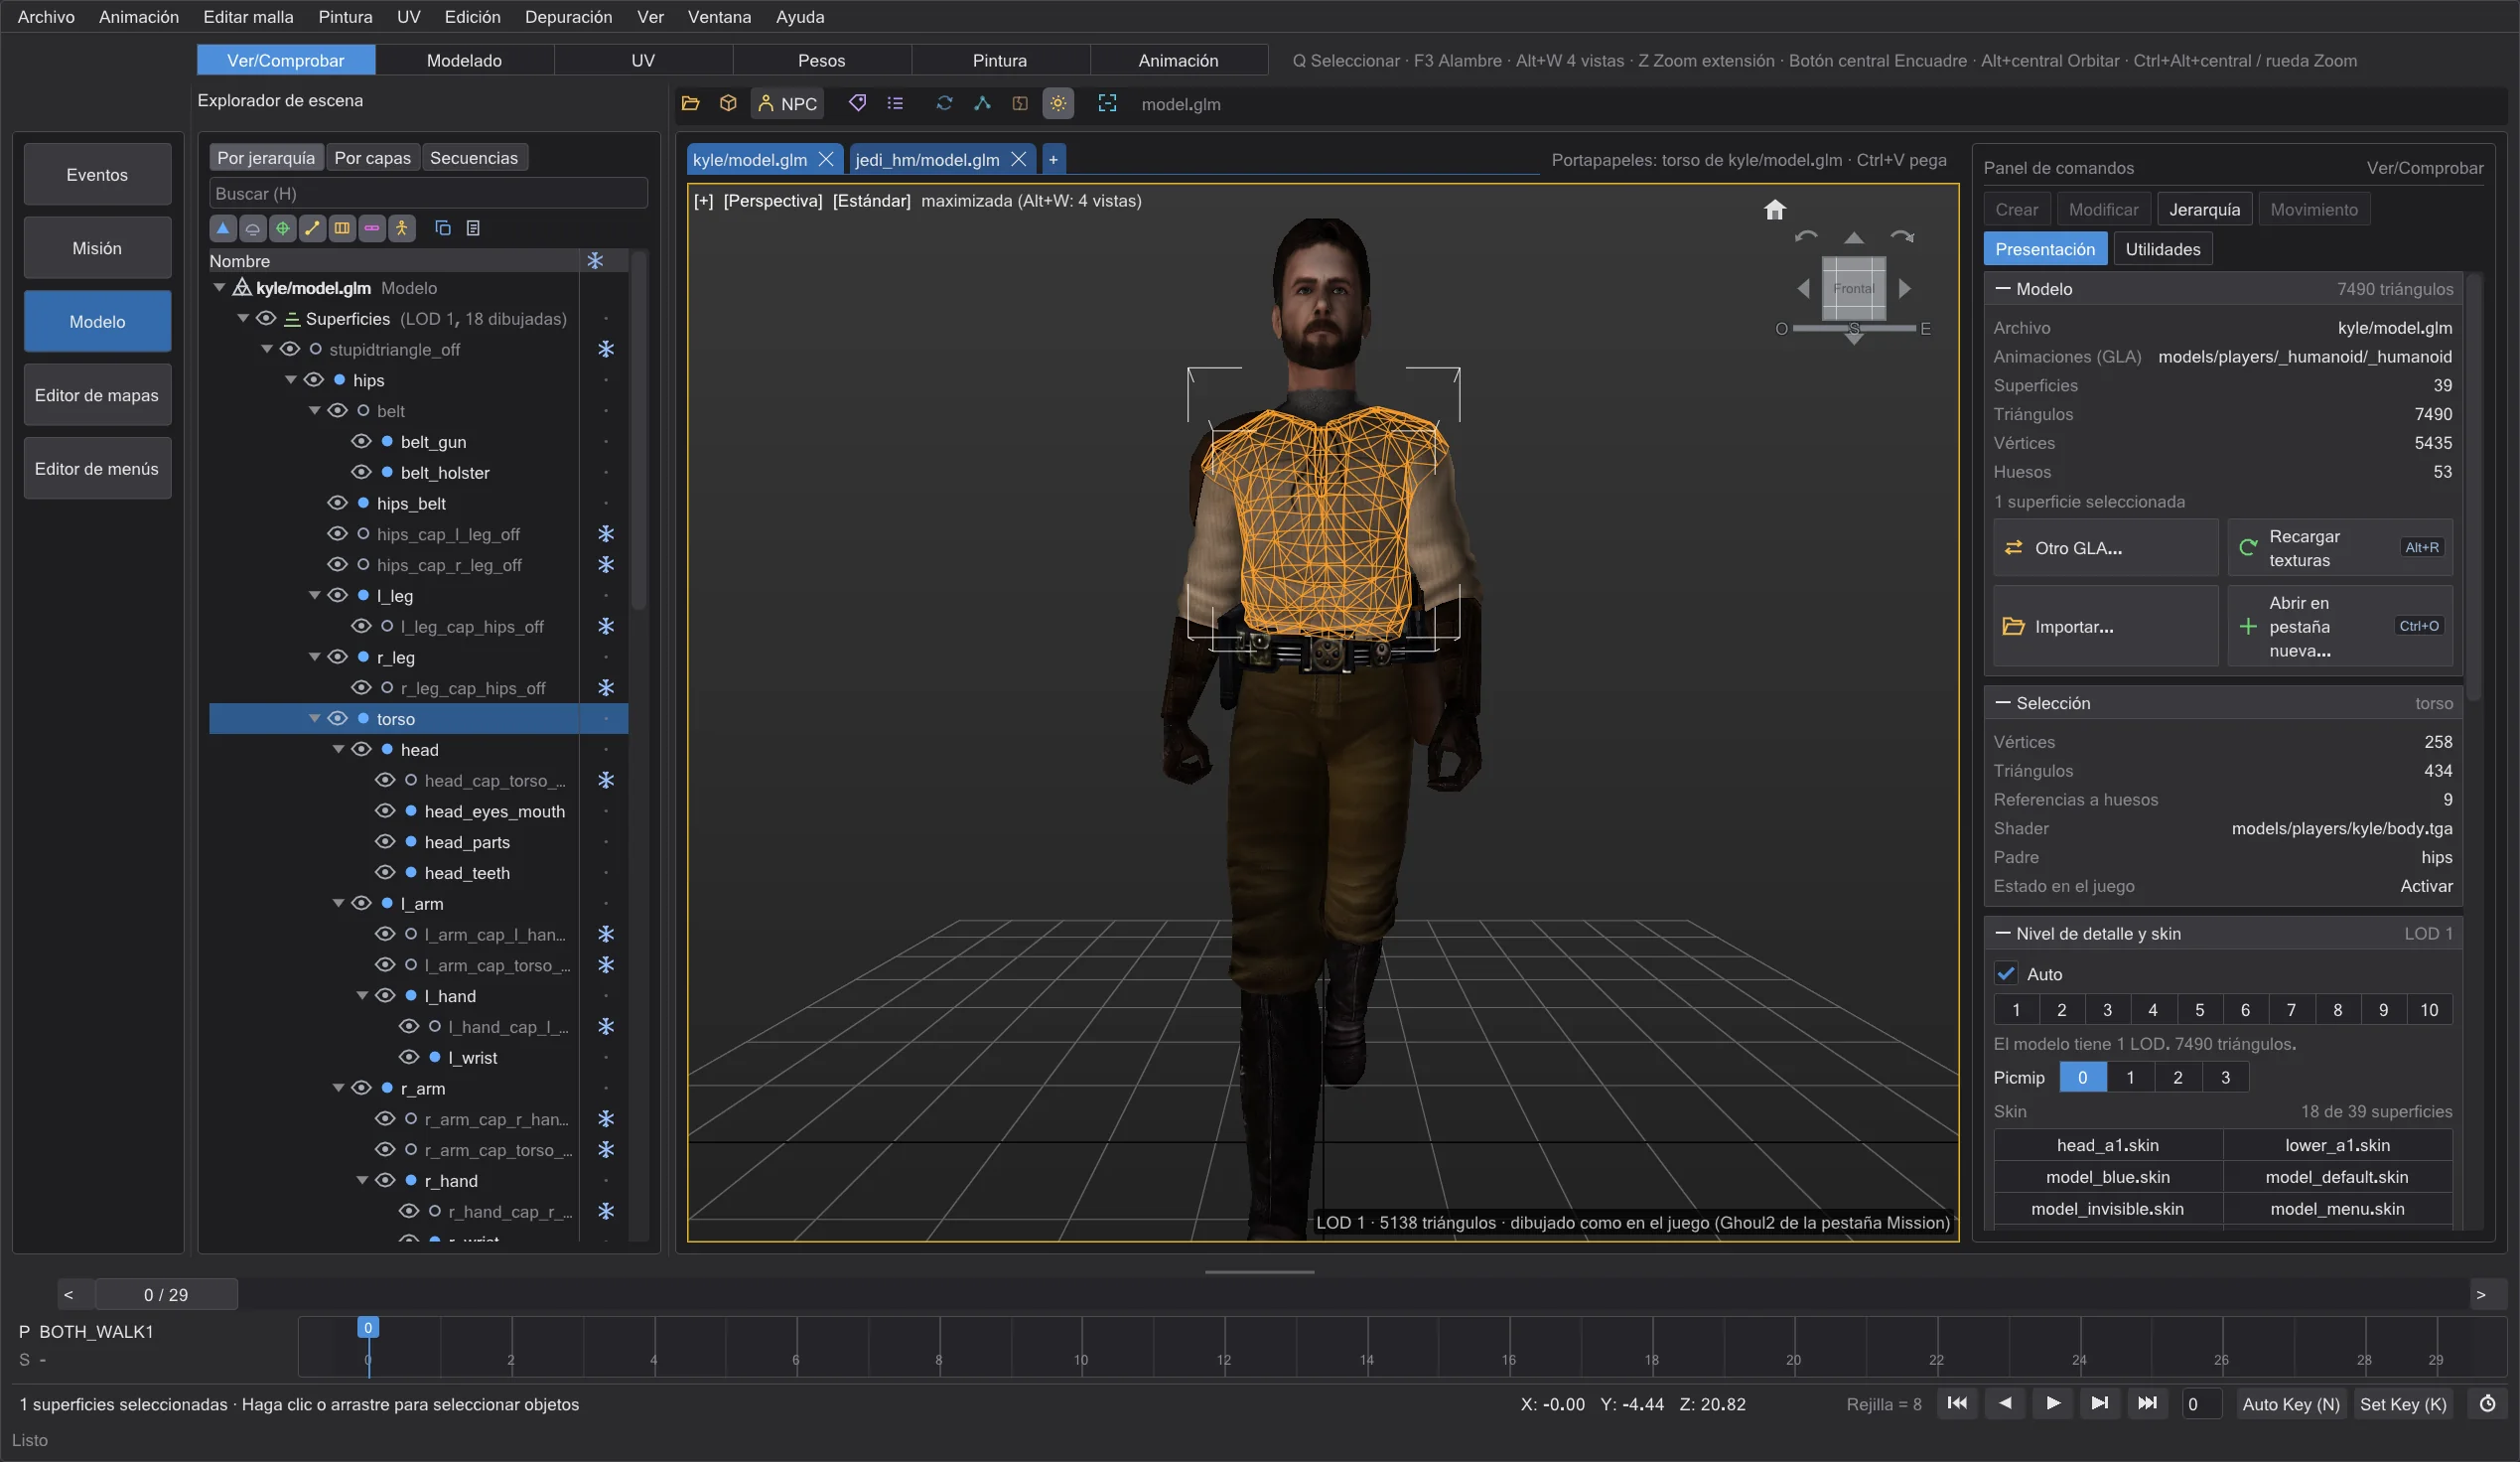 Archivo Animación Editar malla Pintura UV Edición Depuración Ver Ventana Ayuda
Ver/Comprobar Modelado UV Pesos Pintura Animación Q Seleccionar · F3 Alambre · Alt+W 4 vistas · Z Zoom extensión · Botón central Encuadre · Alt+central Orbitar · Ctrl+Alt+central / rueda Zoom
Explorador de escena
NPC model.glm
Eventos
Misión
Modelo
Editor de mapas
Editor de menús
Por jerarquía Por capas Secuencias
Buscar (H)
Nombre
kyle/model.glm Modelo
Superficies (LOD 1, 18 dibujadas)
stupidtriangle_off
hips
belt
belt_gun
belt_holster
hips_belt
hips_cap_l_leg_off
hips_cap_r_leg_off
l_leg
l_leg_cap_hips_off
r_leg
r_leg_cap_hips_off
torso
head
head_cap_torso_...
head_eyes_mouth
head_parts
head_teeth
l_arm
l_arm_cap_l_han...
l_arm_cap_torso_...
l_hand
l_hand_cap_l_...
l_wrist
r_arm
r_arm_cap_r_han...
r_arm_cap_torso_...
r_hand
r_hand_cap_r_...
r_wrist
kyle/model.glm jedi_hm/model.glm + Portapapeles: torso de kyle/model.glm · Ctrl+V pega
[+] [Perspectiva] [Estándar] maximizada (Alt+W: 4 vistas)
Frontal
O S E
LOD 1 · 5138 triángulos · dibujado como en el juego (Ghoul2 de la pestaña Mission)
Panel de comandos Ver/Comprobar
Crear Modificar Jerarquía Movimiento
Presentación Utilidades
Modelo 7490 triángulos
Archivo kyle/model.glm
Animaciones (GLA) models/players/_humanoid/_humanoid
Superficies 39
Triángulos 7490
Vértices 5435
Huesos 53
1 superficie seleccionada
Otro GLA...
Recargar texturas Alt+R
Importar...
Abrir en pestaña nueva... Ctrl+O
Selección torso
Vértices 258
Triángulos 434
Referencias a huesos 9
Shader models/players/kyle/body.tga
Padre hips
Estado en el juego Activar
Nivel de detalle y skin LOD 1
Auto
1 2 3 4 5 6 7 8 9 10
El modelo tiene 1 LOD. 7490 triángulos.
Picmip 0 1 2 3
Skin 18 de 39 superficies
head_a1.skin lower_a1.skin
model_blue.skin model_default.skin
model_invisible.skin model_menu.skin
< 0 / 29 >
P BOTH_WALK1
S -
0
0 2 4 6 8 10 12 14 16 18 20 22 24 26 28 29
1 superficies seleccionadas · Haga clic o arrastre para seleccionar objetos X: -0.00 Y: -4.44 Z: 20.82 Rejilla = 8 0 Auto Key (N) Set Key (K)
Listo